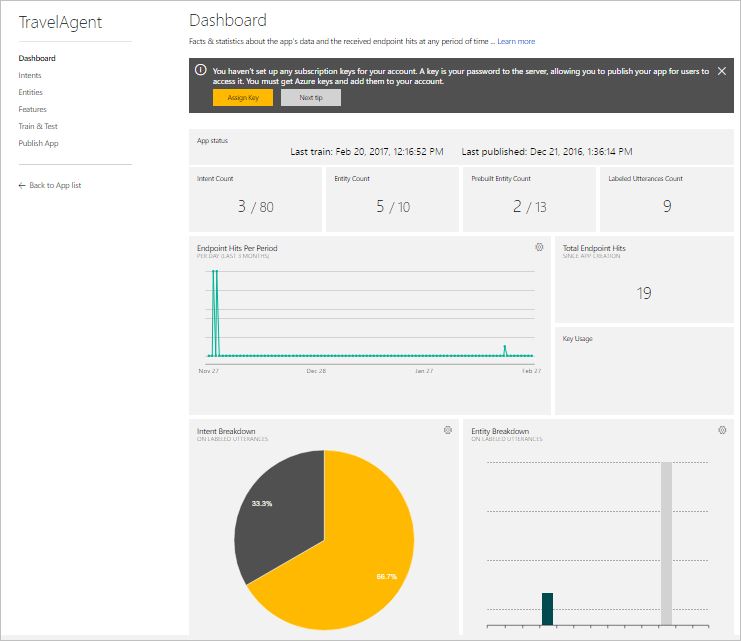 TravelAgent
Dashboard
Intents
Entities
Features
Train & Test
Publish App
← Back to App list
Dashboard
Facts & statistics about the app's data and the received endpoint hits at any period of time ... Learn more
You haven't set up any subscription keys for your account. A key is your password to the server, allowing you to publish your app for users to
access it. You must get Azure keys and add them to your account.
Assign Key Next tip
App status
Last train: Feb 20, 2017, 12:16:52 PM Last published: Dec 21, 2016, 1:36:14 PM
Intent Count Entity Count Prebuilt Entity Count Labeled Utterances Count
3 / 80 5 / 10 2 / 13 9
Endpoint Hits Per Period
PER DAY (LAST 3 MONTHS)
Nov 27 Dec 28 Jan 27 Feb 27
Total Endpoint Hits
SINCE APP CREATION
19
Key Usage
Intent Breakdown
ON LABELED UTTERANCES
33.3%
66.7%
Entity Breakdown
ON LABELED UTTERANCES